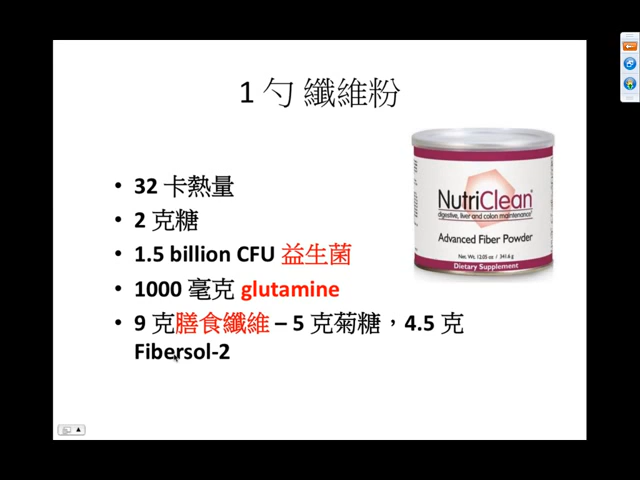 1 勺 纖維粉
• 32 卡熱量
• 2 克糖
• 1.5 billion CFU 益生菌
• 1000 毫克 glutamine
• 9 克膳食纖維 – 5 克菊糖，4.5 克
Fibersol-2
NutriClean®
digestive, liver and colon maintenance*
Advanced Fiber Powder
Net. Wt. 12.05 oz / 341.6 g
Dietary Supplement